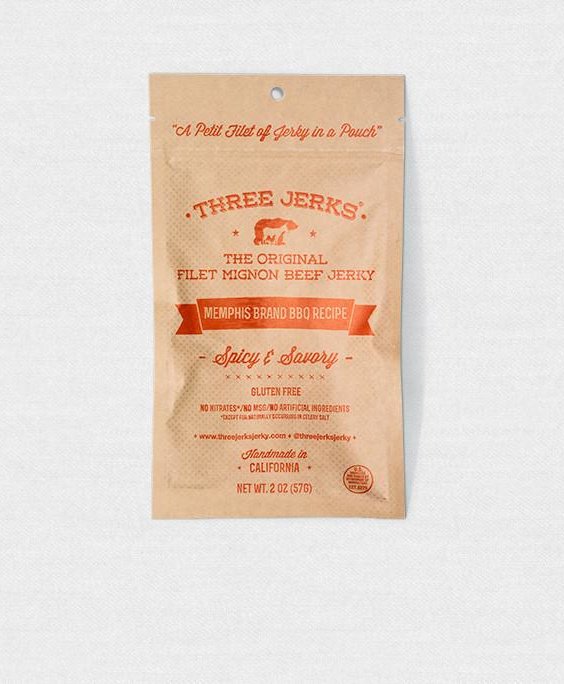 "A Petit Filet of Jerky in a Pouch"
• THREE JERKS® •
THE ORIGINAL
FILET MIGNON BEEF JERKY
MEMPHIS BRAND BBQ RECIPE
- Spicy & Savory -
GLUTEN FREE
NO NITRATES*/NO MSG/NO ARTIFICIAL INGREDIENTS
*EXCEPT FOR NATURALLY OCCURRING IN CELERY SALT
• www.threejerksjerky.com • @threejerksjerky •
Handmade in
CALIFORNIA
NET WT. 2 OZ (57G)